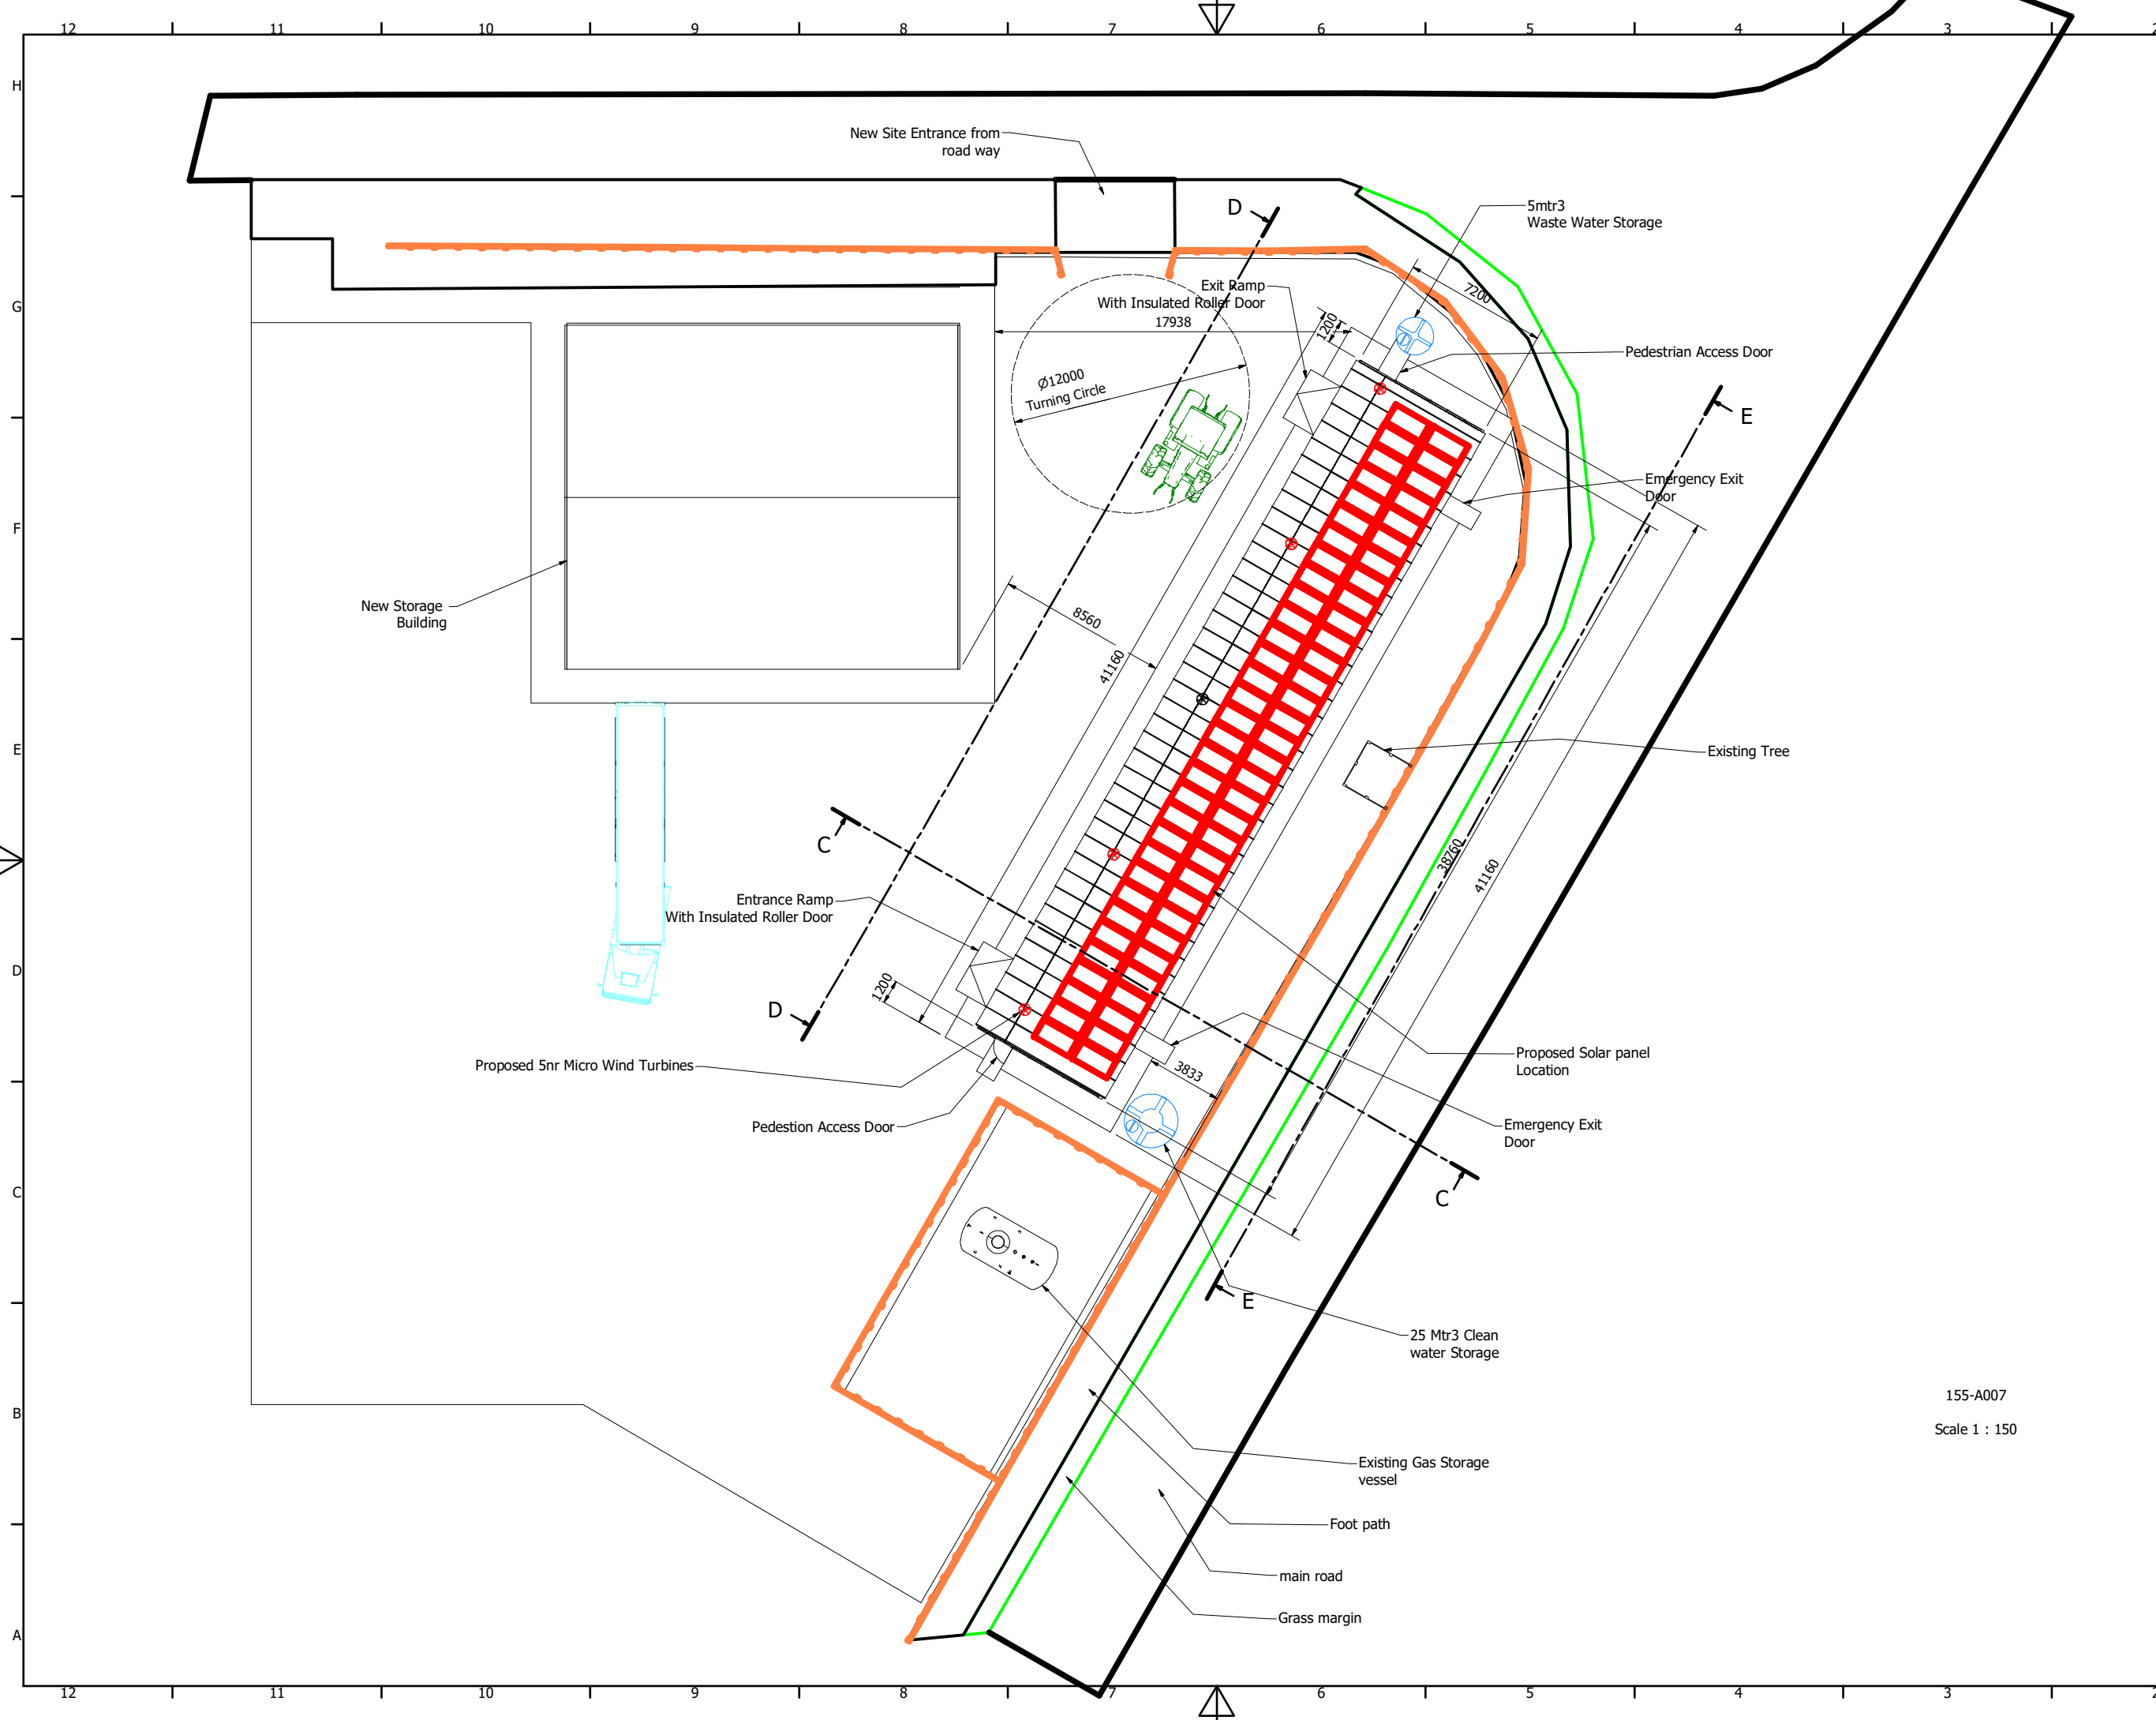 12 11 10 9 8 7 6 5 4 3 2
H
New Site Entrance from
road way
D
5mtr3
Waste Water Storage
G
Exit Ramp
With Insulated Roller Door
17938
1200
7200
Pedestrian Access Door
Ø12000
Turning Circle
E
Emergency Exit
Door
F
New Storage
Building
8560
41160
E
Existing Tree
C
38760
41160
Entrance Ramp
With Insulated Roller Door
D
1200
D
Proposed 5nr Micro Wind Turbines
3833
Proposed Solar panel
Location
Pedestion Access Door
Emergency Exit
Door
C
C
E
25 Mtr3 Clean
water Storage
155-A007
B
Scale 1 : 150
Existing Gas Storage
vessel
Foot path
main road
Grass margin
A
12 11 10 9 8 7 6 5 4 3 2